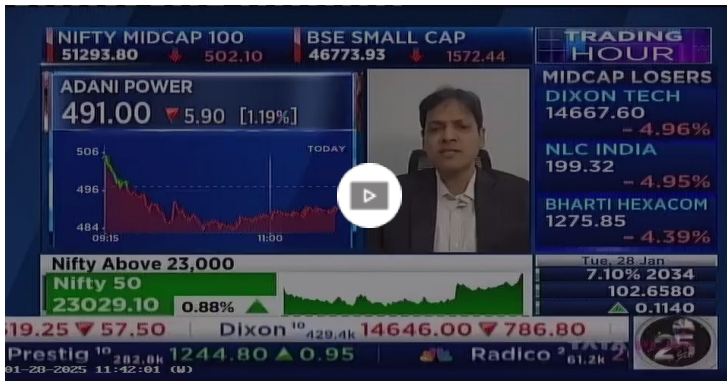 NIFTY MIDCAP 100
51293.80 502.10
BSE SMALL CAP
46773.93 1572.44
TRADING
HOUR
ADANI POWER
491.00 5.90 [1.19%]
506
TODAY
496
484
09:15 11:00
MIDCAP LOSERS
DIXON TECH
14667.60
- 4.96%
NLC INDIA
199.32
- 4.95%
BHARTI HEXACOM
1275.85
- 4.39%
Nifty Above 23,000
Nifty 50
23029.10 0.88%
Tue, 28 Jan
7.10% 2034
102.6580
0.1140
519.25 57.50 Dixon 10 429.4k 14646.00 786.80
Prestig 10 282.8k 1244.80 0.95 Radico 2 61.2k
25
01-28-2025 11:42:01 (W)